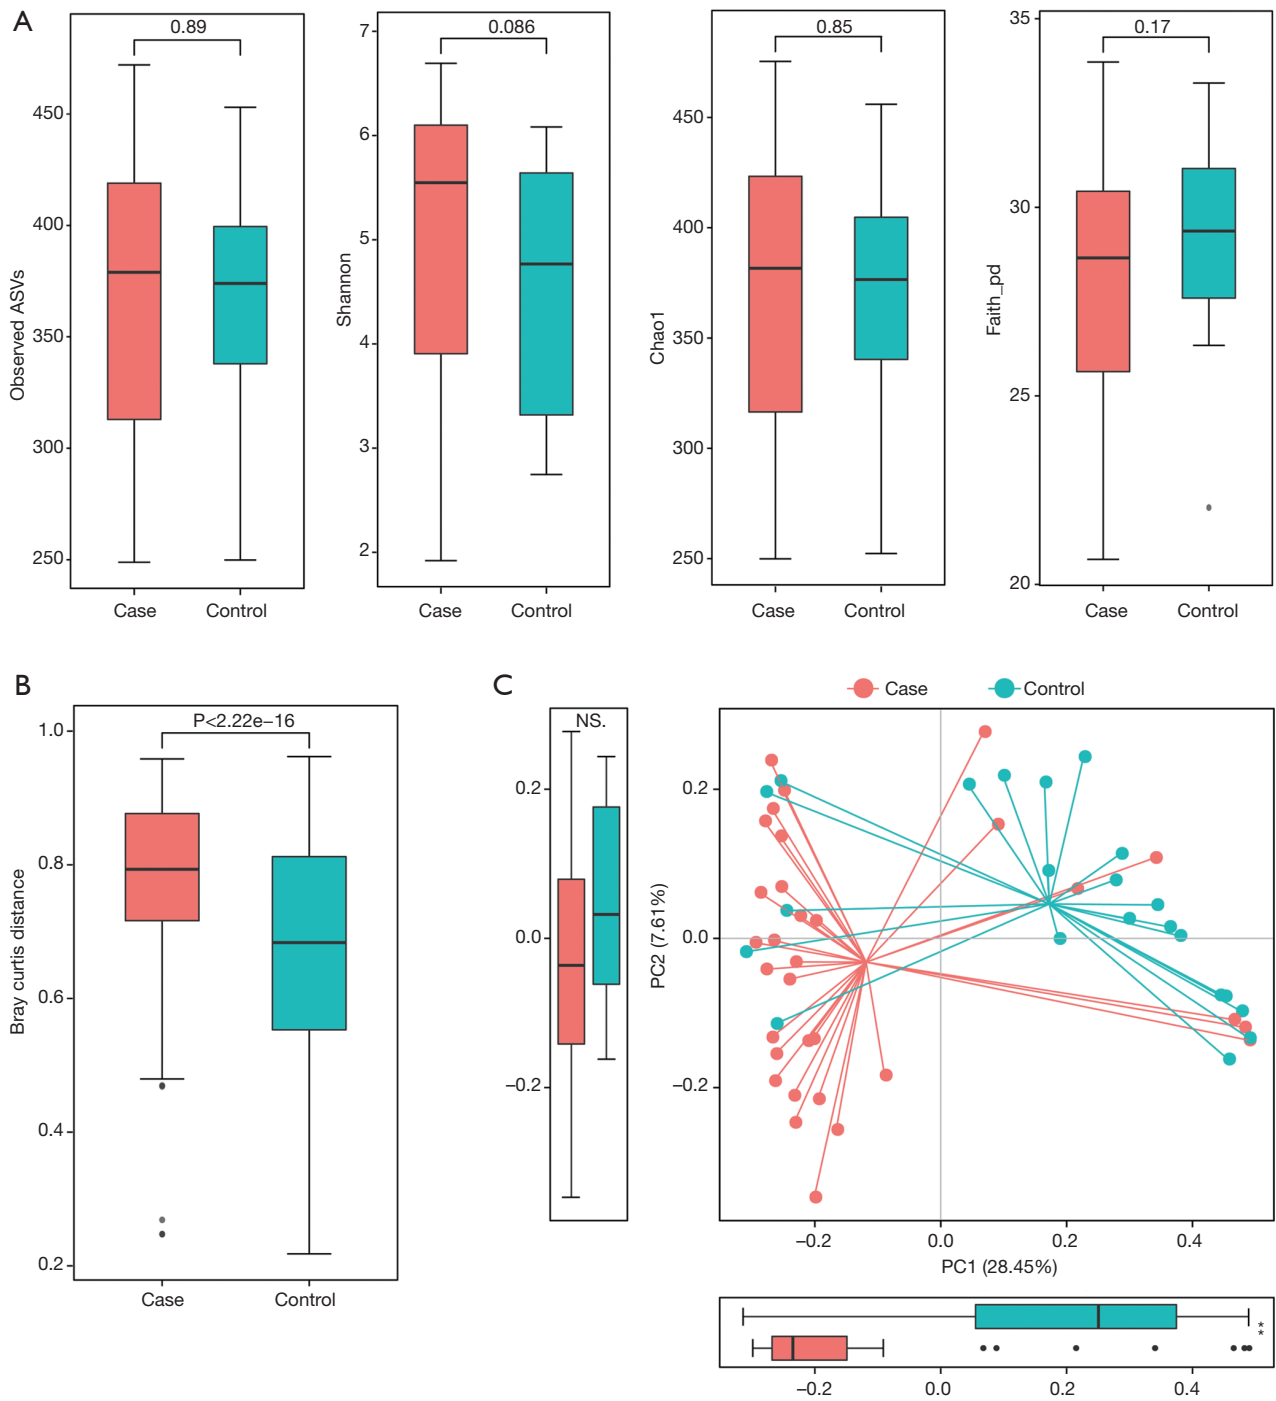 A
0.89
450
400
350
300
250
Observed ASVs
Case
Control
0.086
7
6
5
4
3
2
Shannon
Case
Control
0.85
450
400
350
300
250
Chao1
Case
Control
0.17
35
30
25
20
Faith_pd
Case
Control
B
P<2.22e−16
1.0
0.8
0.6
0.4
0.2
Bray curtis distance
Case
Control
C
NS.
0.2
0.0
−0.2
Case
Control
0.2
0.0
−0.2
PC2 (7.61%)
−0.2
0.0
0.2
0.4
PC1 (28.45%)
**
−0.2
0.0
0.2
0.4